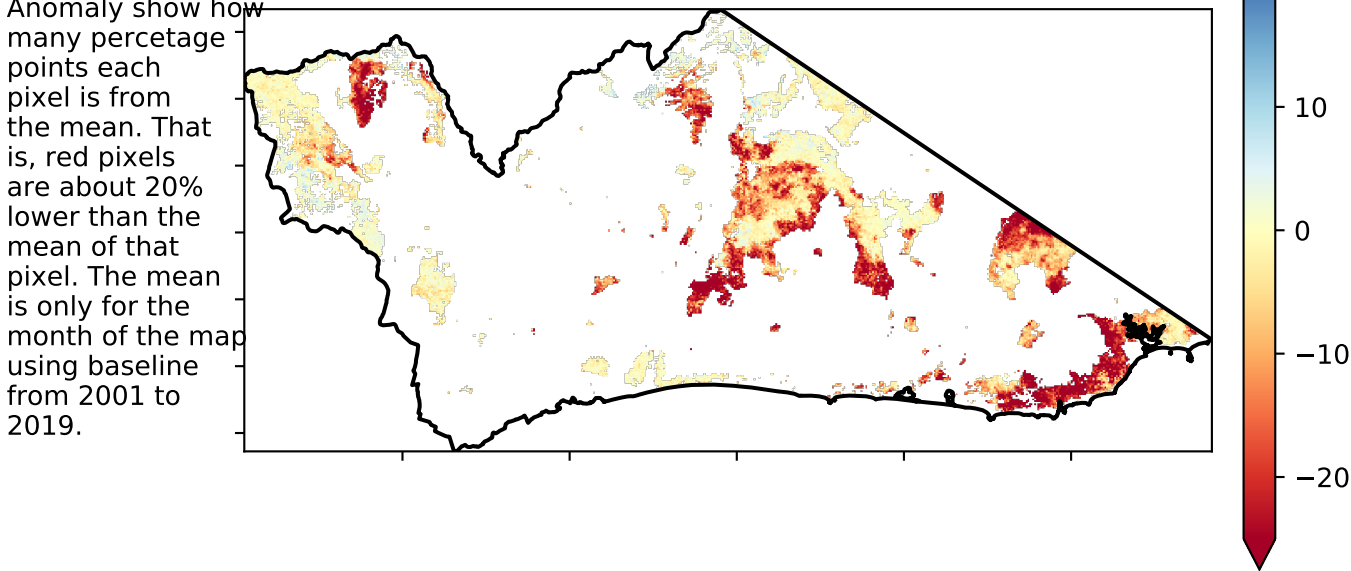 Anomaly show how
many percetage
points each
pixel is from
the mean. That
is, red pixels
are about 20%
lower than the
mean of that
pixel. The mean
is only for the
month of the map
using baseline
from 2001 to
2019.
10
0
−10
−20